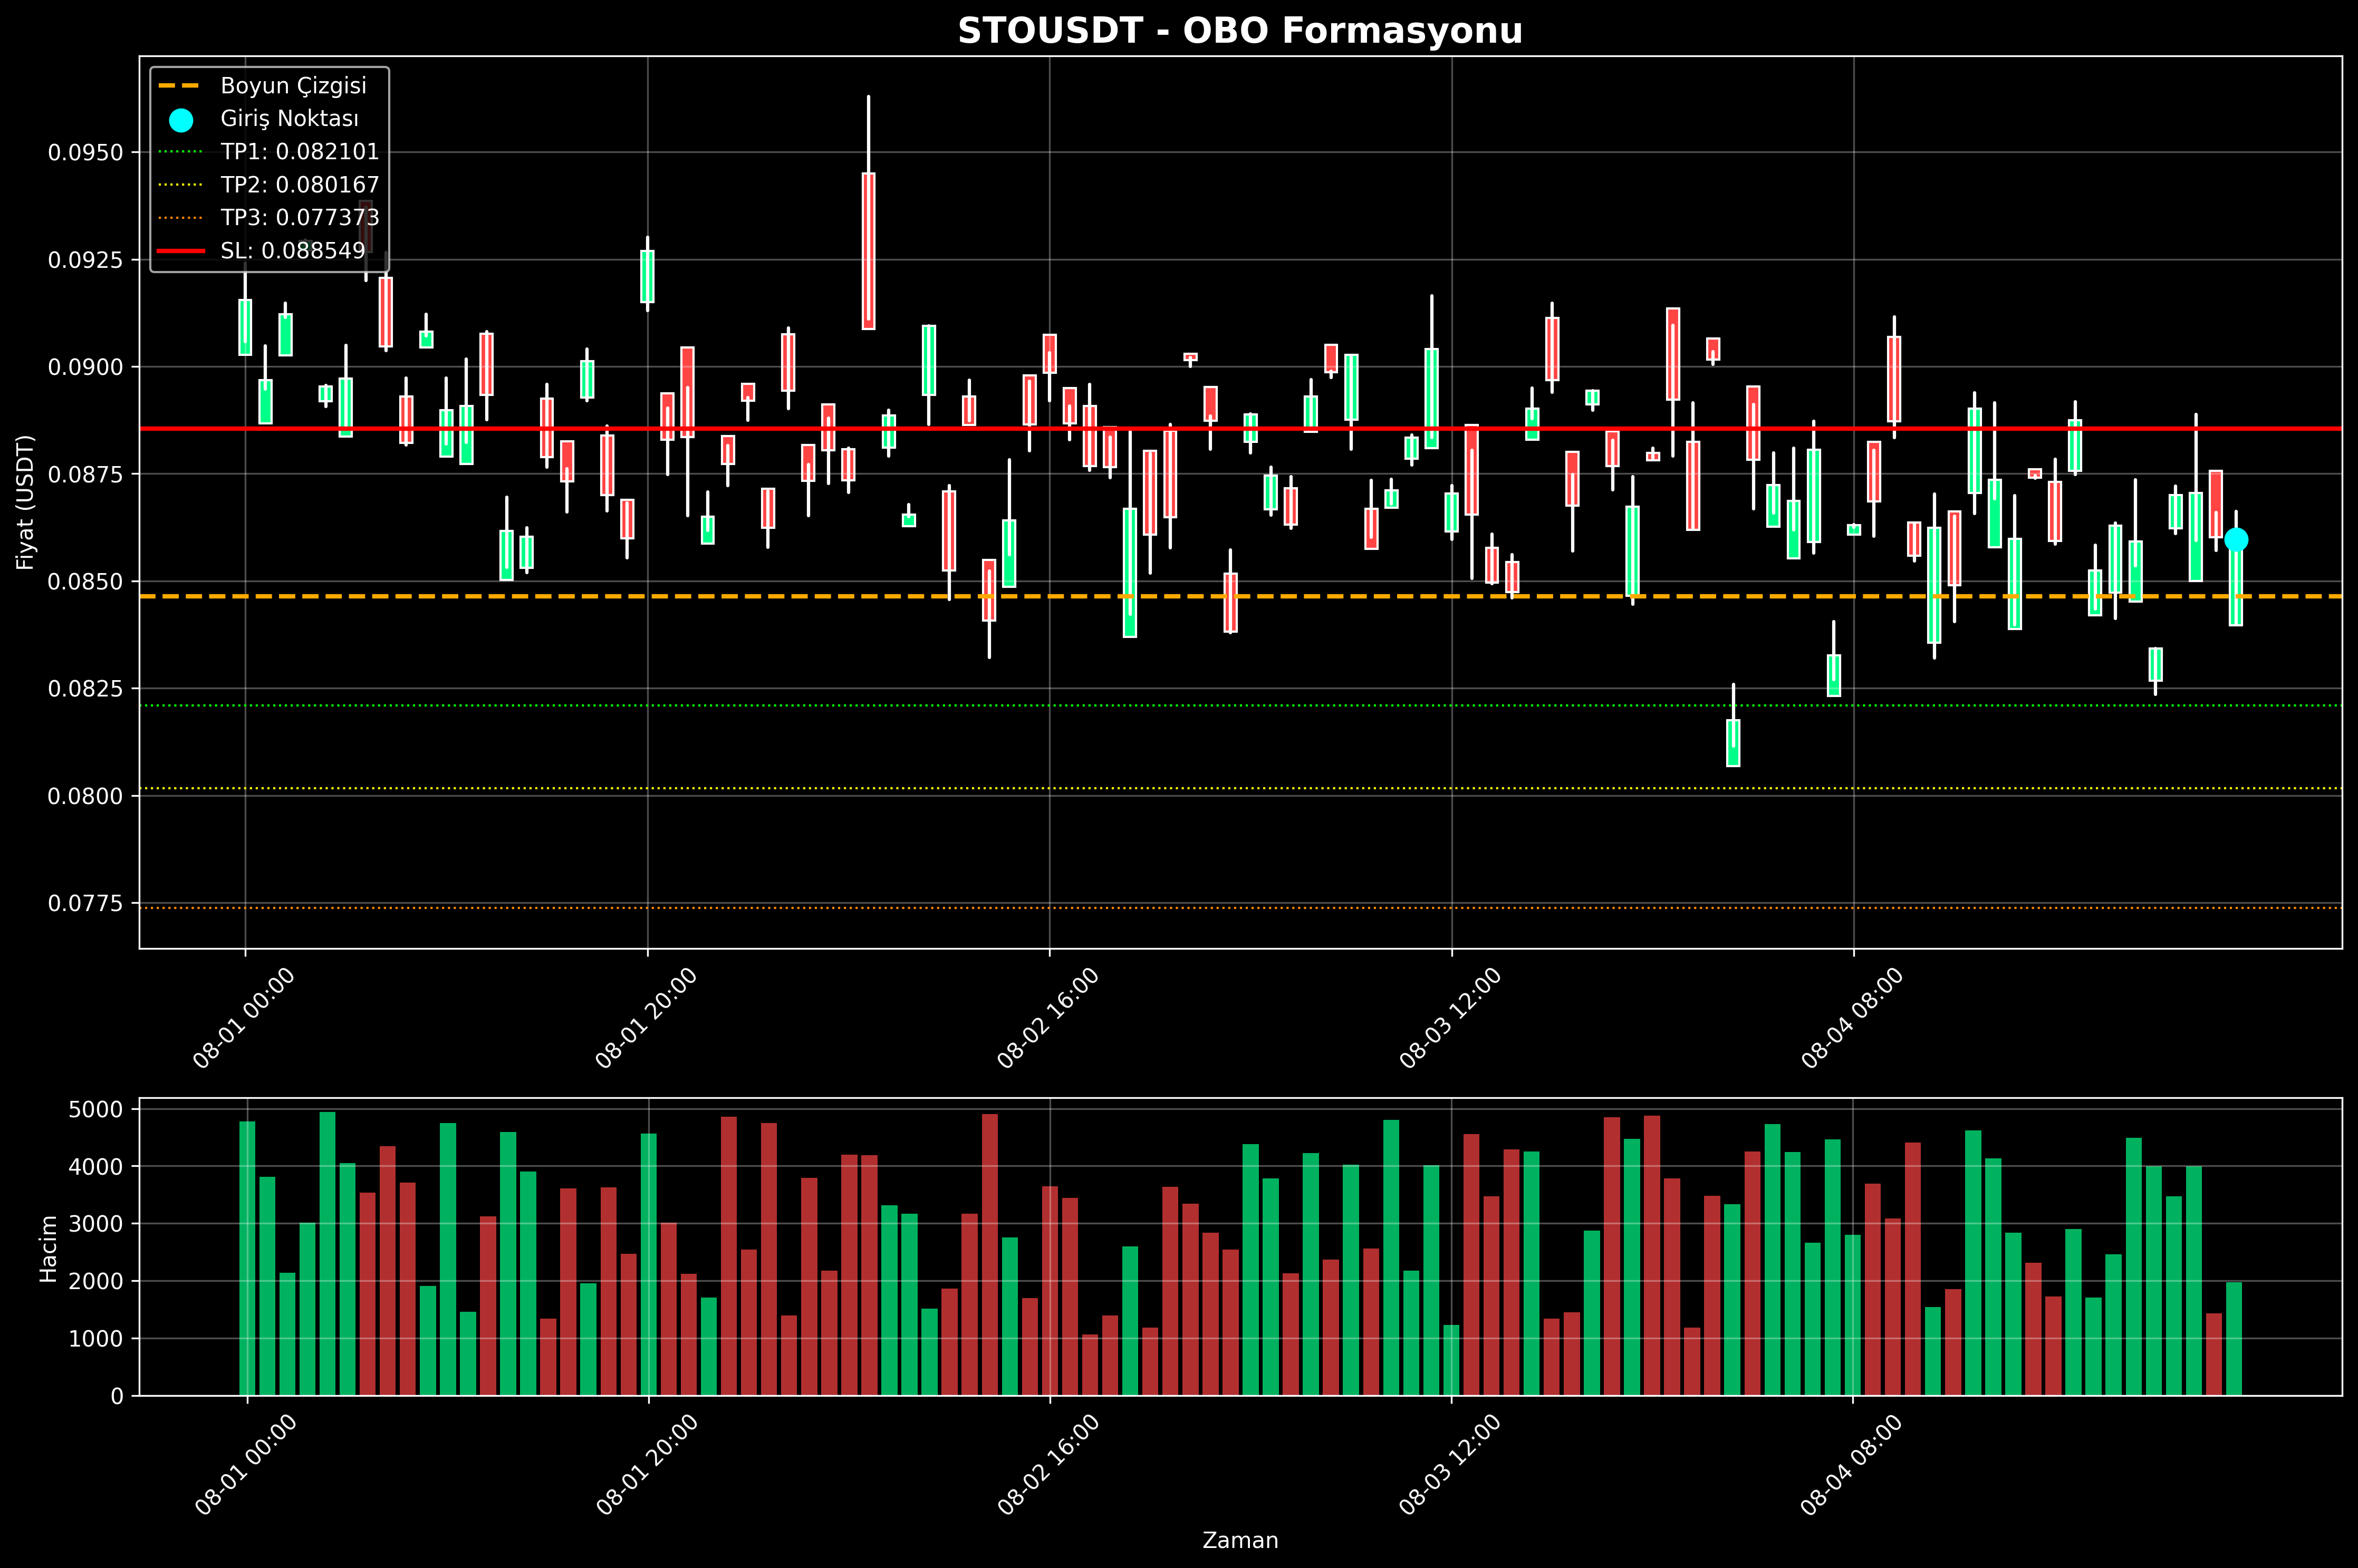 STOUSDT - OBO Formasyonu
Boyun Çizgisi
Giriş Noktası
TP1: 0.082101
TP2: 0.080167
TP3: 0.077373
SL: 0.088549
Fiyat (USDT)
0.0950
0.0925
0.0900
0.0875
0.0850
0.0825
0.0800
0.0775
08-01 00:00
08-01 20:00
08-02 16:00
08-03 12:00
08-04 08:00
Hacim
5000
4000
3000
2000
1000
0
08-01 00:00
08-01 20:00
08-02 16:00
08-03 12:00
08-04 08:00
Zaman